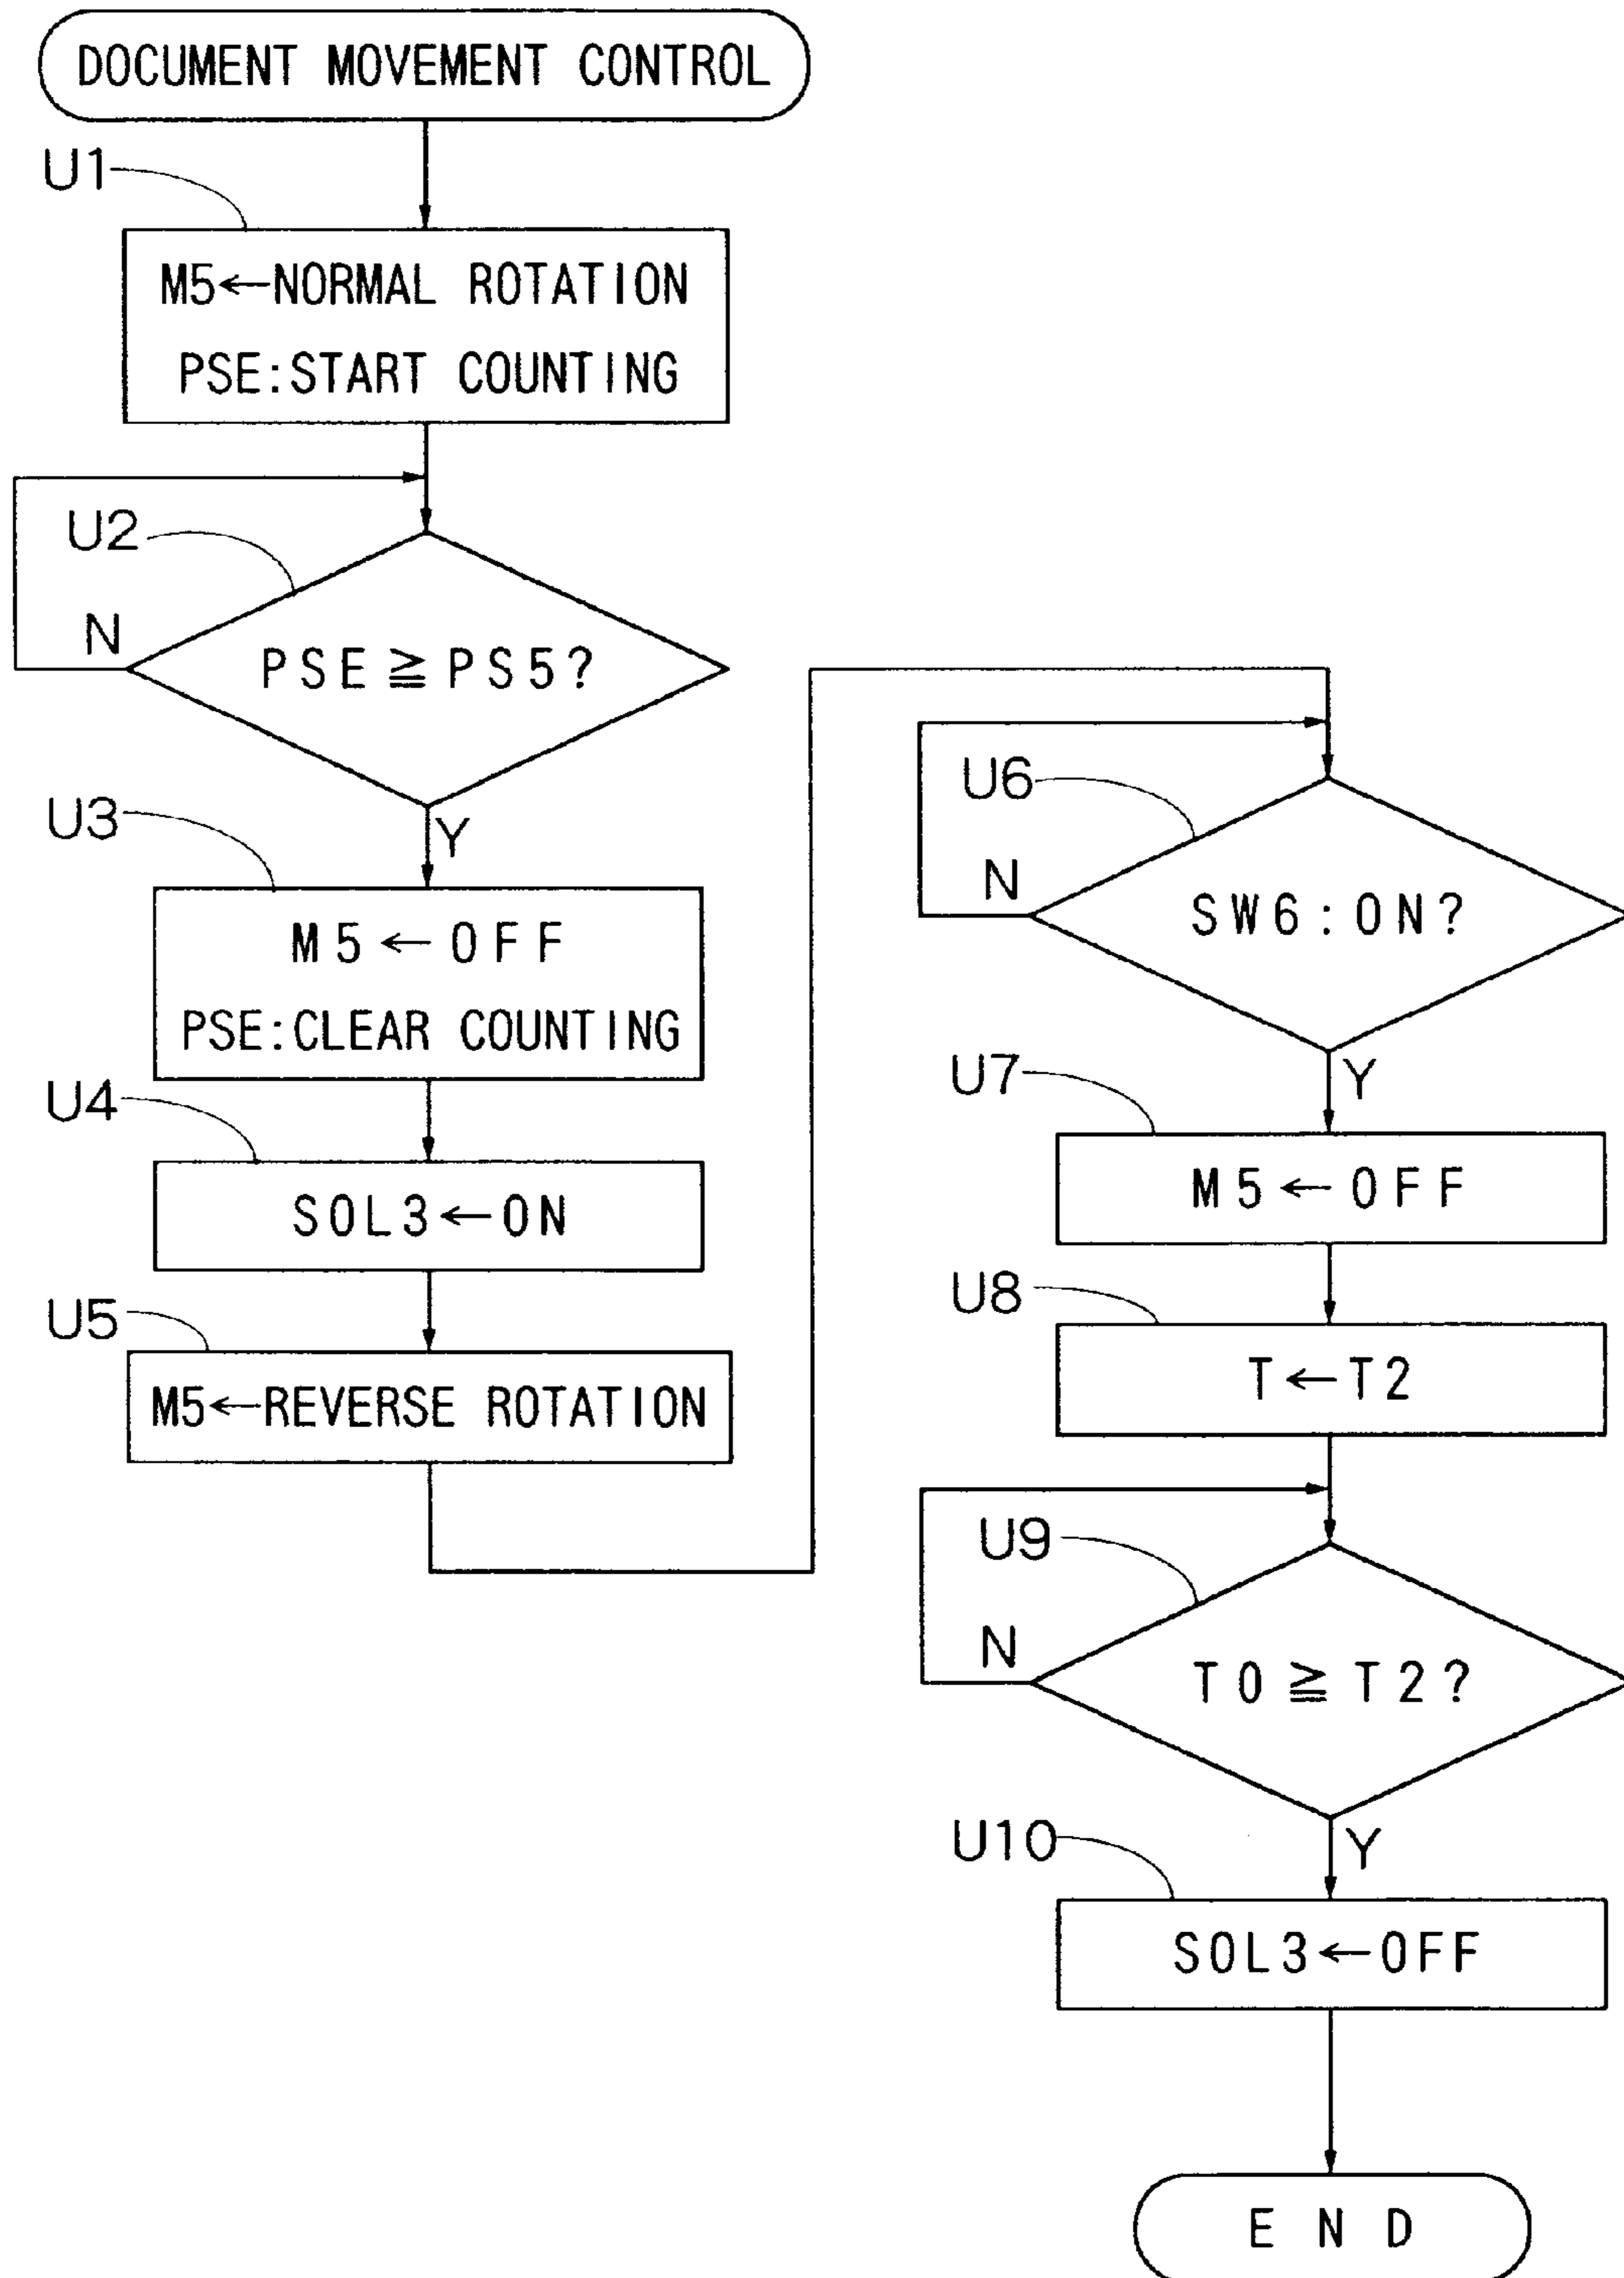 DOCUMENT MOVEMENT CONTROL
U1
M5←NORMAL ROTATION
PSE:START COUNTING
U2
N
PSE≧PS5?
Y
U3
M5←OFF
PSE:CLEAR COUNTING
U4
SOL3←ON
U5
M5←REVERSE ROTATION
U6
N
SW6:ON?
Y
U7
M5←OFF
U8
T←T2
U9
N
T0≧T2?
Y
U10
SOL3←OFF
END